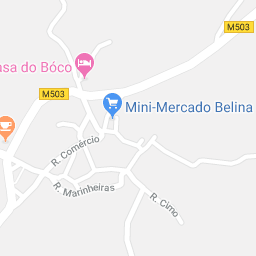 M503
asa do Bóco
M503
Mini-Mercado Belina
R. Comércio
R. Marinheiras
R. Cimo